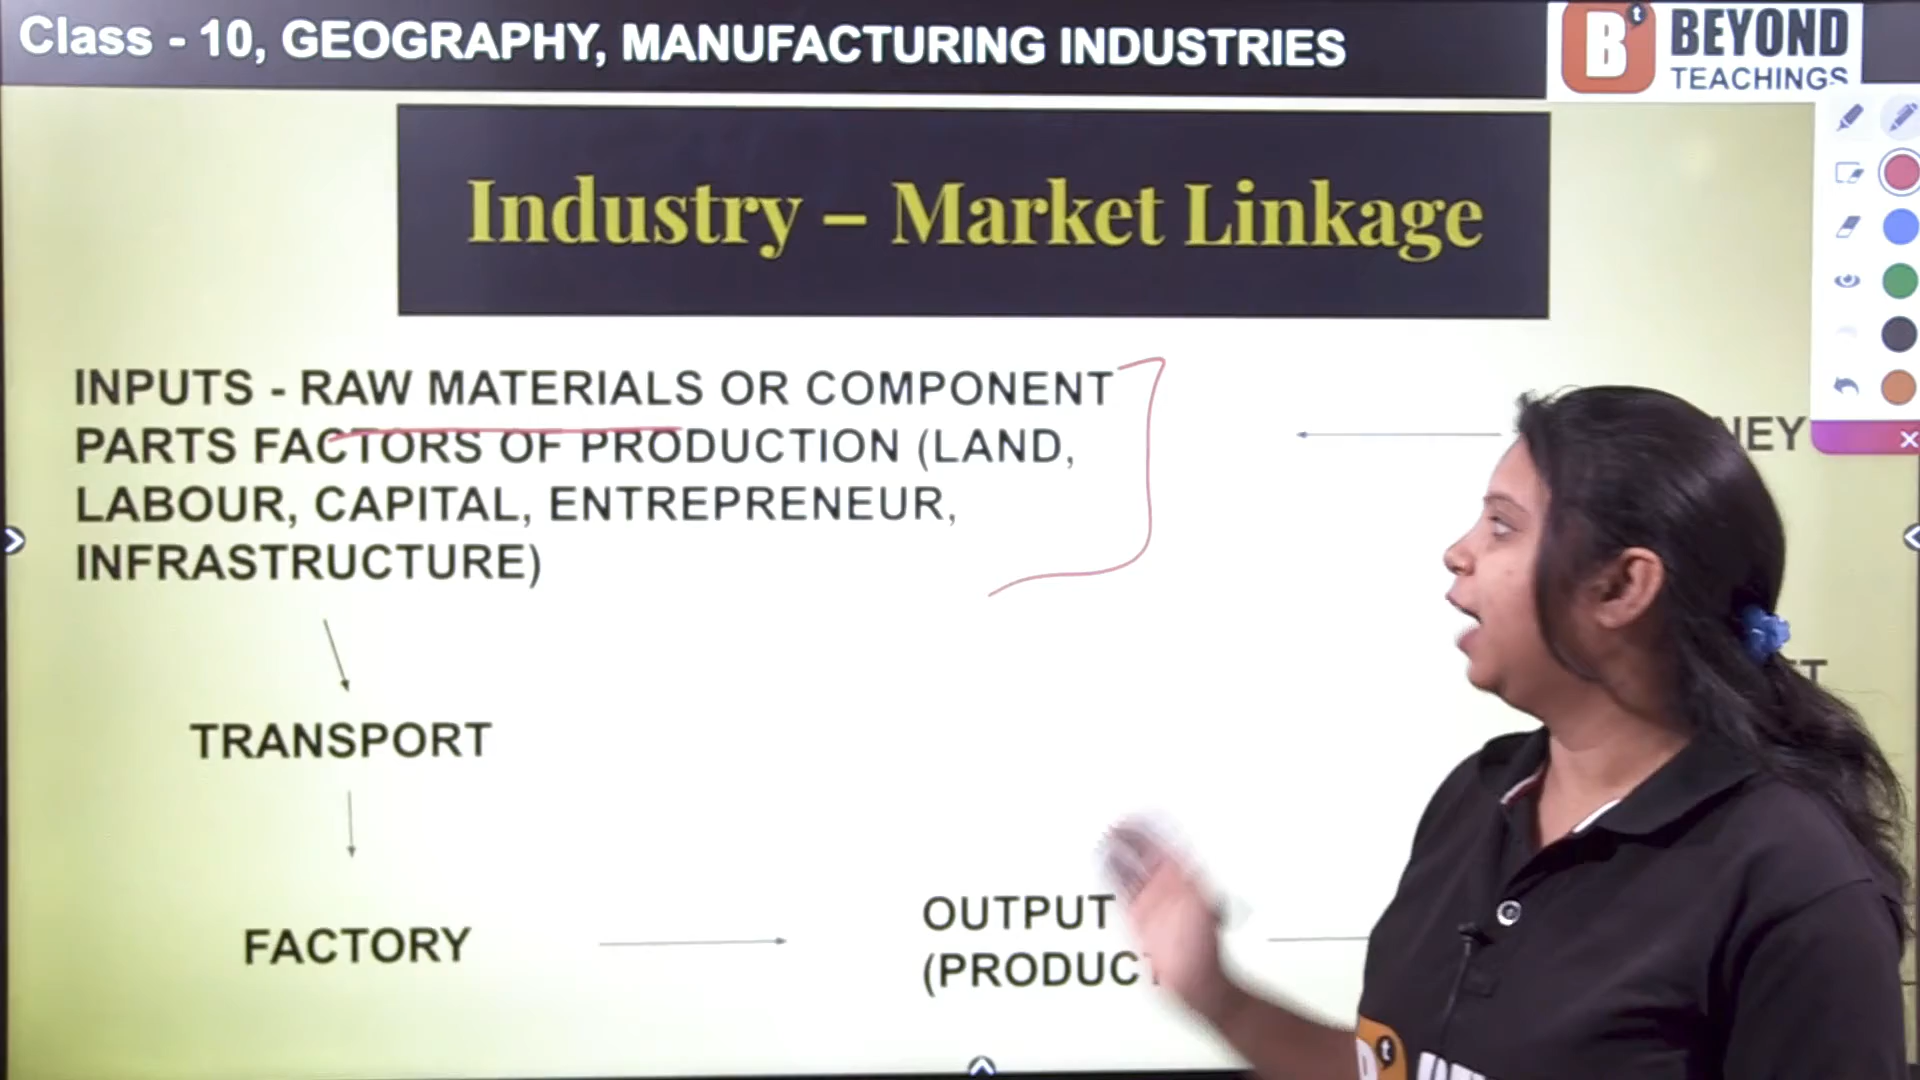 Class - 10, GEOGRAPHY, MANUFACTURING INDUSTRIES
BEYOND
TEACHINGS
Industry – Market Linkage
INPUTS - RAW MATERIALS OR COMPONENT
PARTS FACTORS OF PRODUCTION (LAND,
LABOUR, CAPITAL, ENTREPRENEUR,
INFRASTRUCTURE)
TRANSPORT
FACTORY
OUTPUT